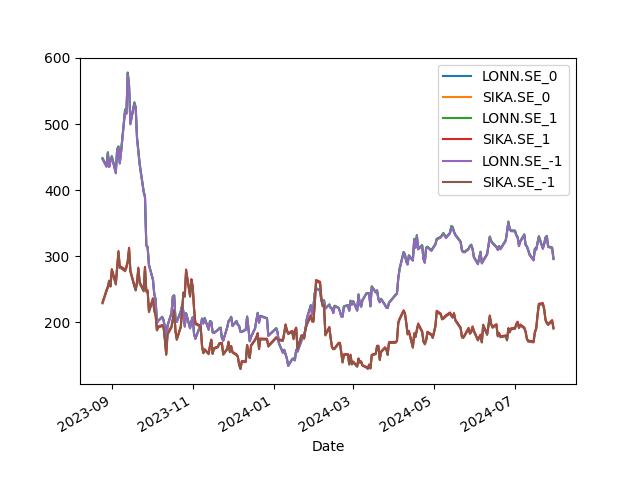 600
500
400
300
200
LONN.SE_0
SIKA.SE_0
LONN.SE_1
SIKA.SE_1
LONN.SE_-1
SIKA.SE_-1
2023-09
2023-11
2024-01
2024-03
2024-05
2024-07
Date